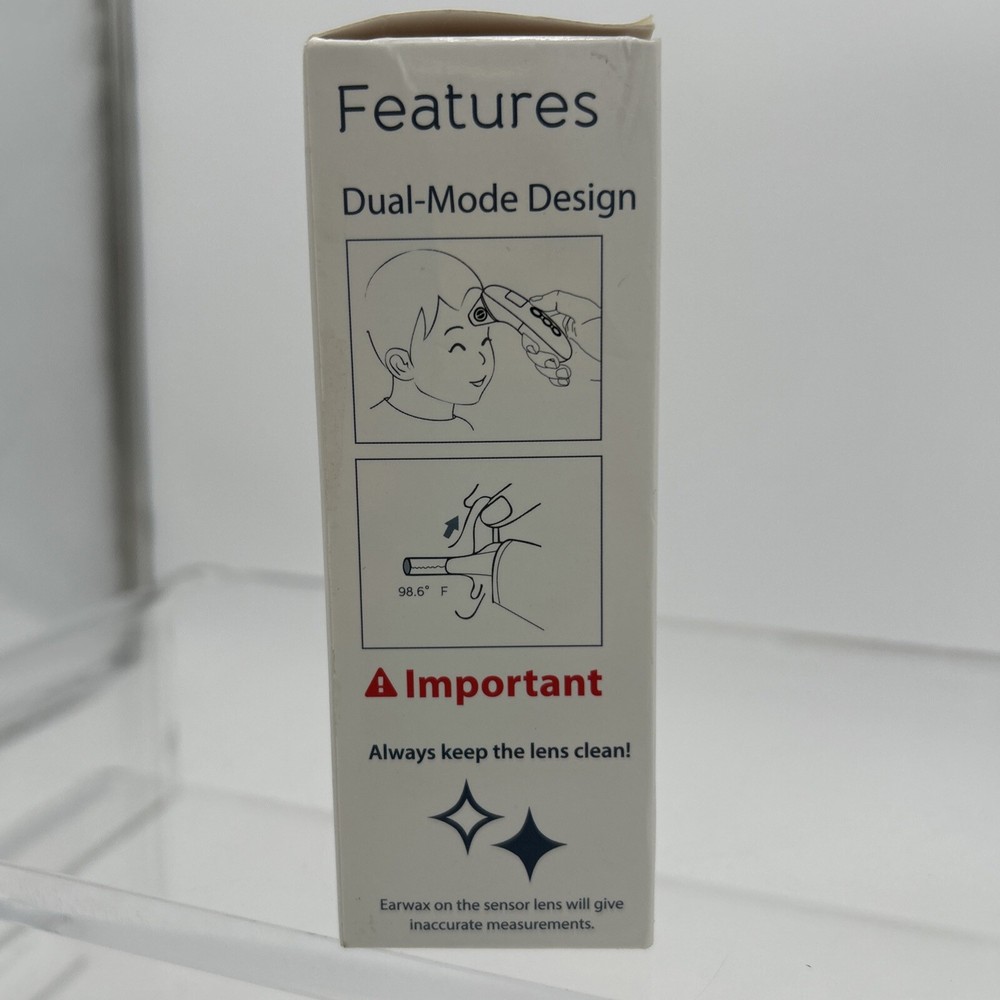 Features
Dual-Mode Design
98.6° F
Important
Always keep the lens clean!
Earwax on the sensor lens will give
inaccurate measurements.